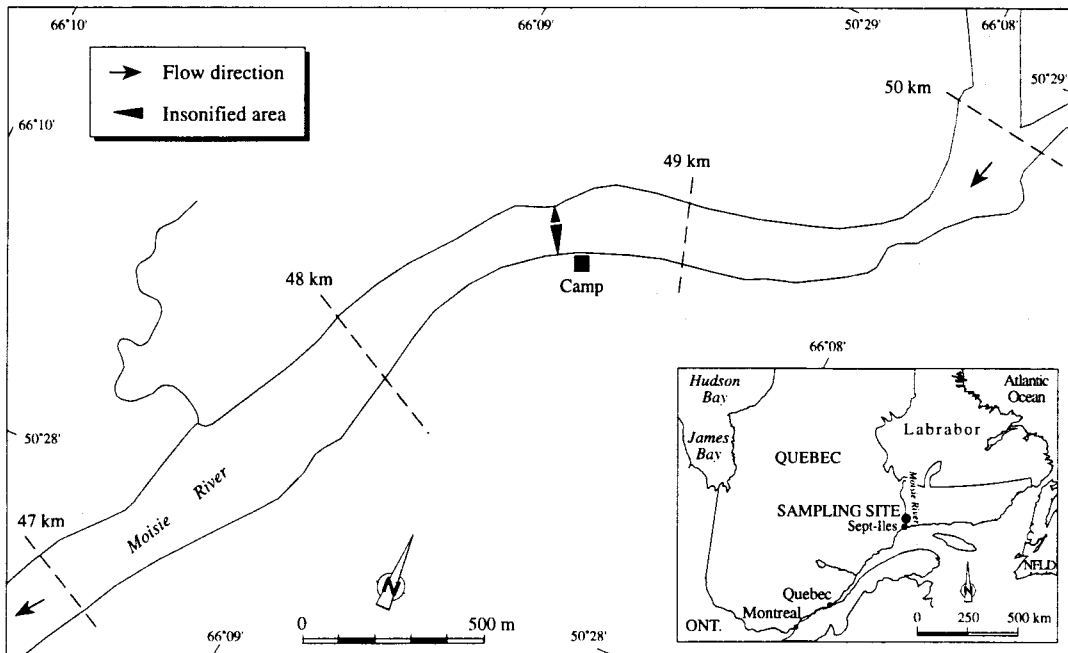 66°10'
66°09'
50°29'
66°08'
Flow direction
Insonified area
50 km
50°29'
66°10'
49 km
48 km
Camp
66°08'
50°28'
Moisie River
47 km
N
0 500 m
66°09'
50°28'
Hudson
Bay
James
Bay
QUEBEC
Labrabor
Atlantic
Ocean
Moisie River
SAMPLING SITE
Sept-Iles
NFLD
Quebec
Montreal
ONT.
N
0 250 500 km